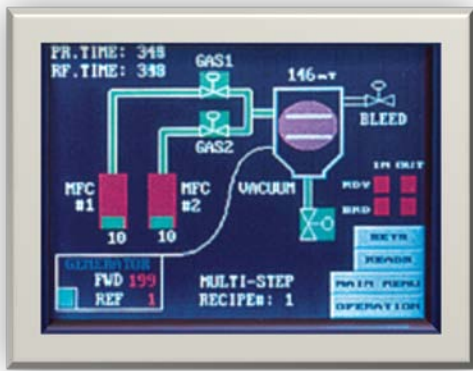 PR.TIME: 348
RF.TIME: 348
GAS1
GAS2
146mT
BLEED
IN OUT
MFC
#1
MFC
#2
10
10
VACUUM
GENERATOR
FWD 199
REF 1
MULTI-STEP
RECIPE#: 1
MAIN MENU
OPERATION